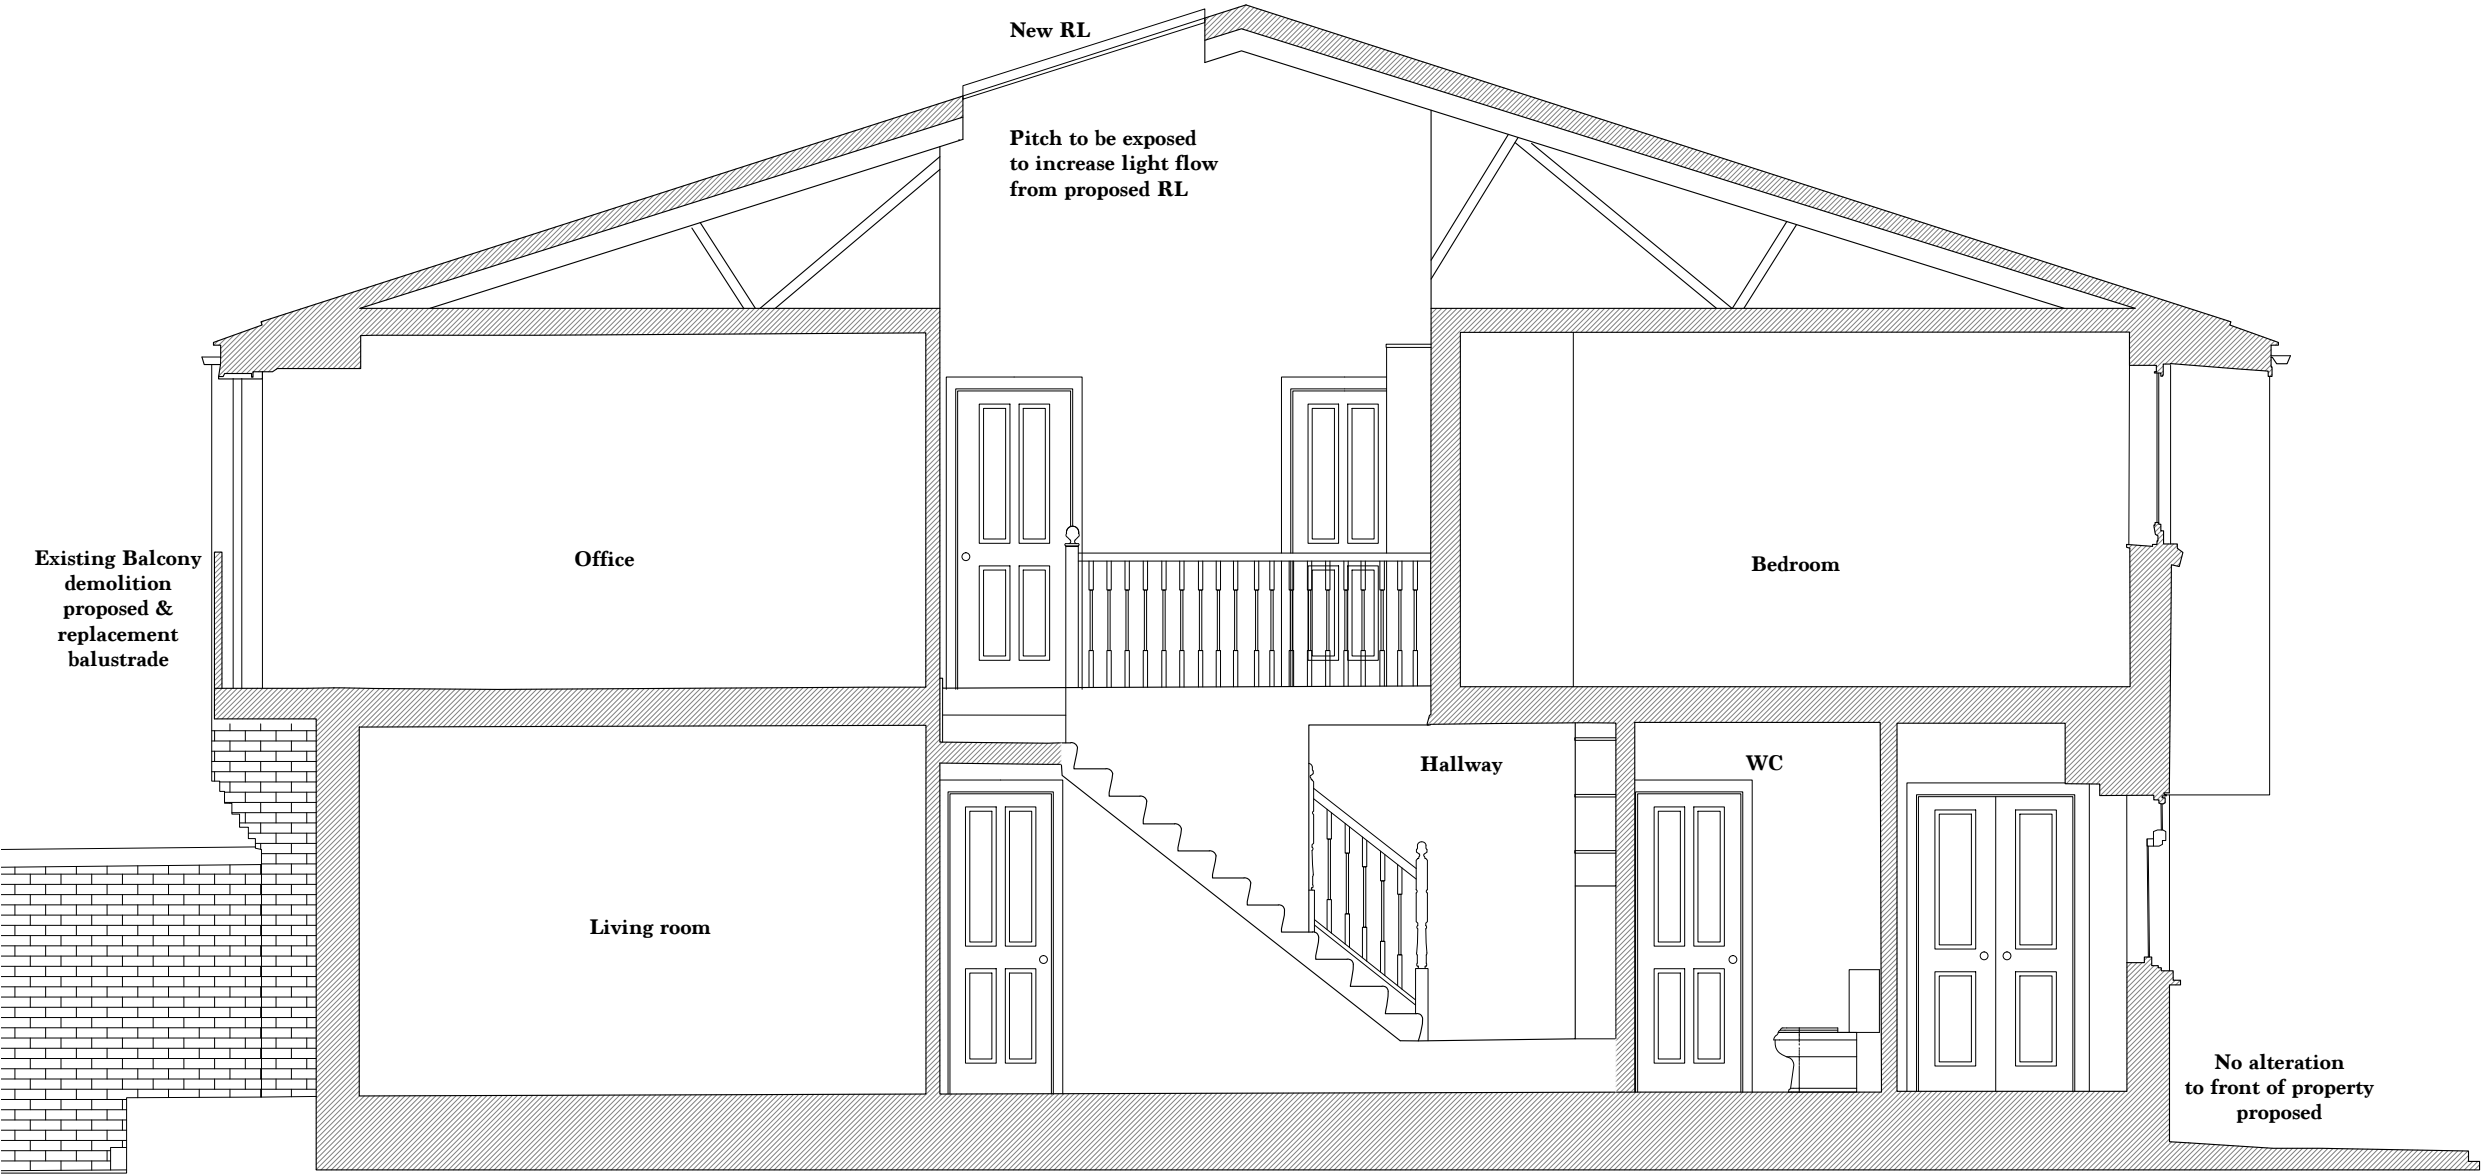 New RL
Pitch to be exposed
to increase light flow
from proposed RL
Existing Balcony
demolition
proposed &
replacement
balustrade
Office
Bedroom
Hallway
WC
Living room
No alteration
to front of property
proposed